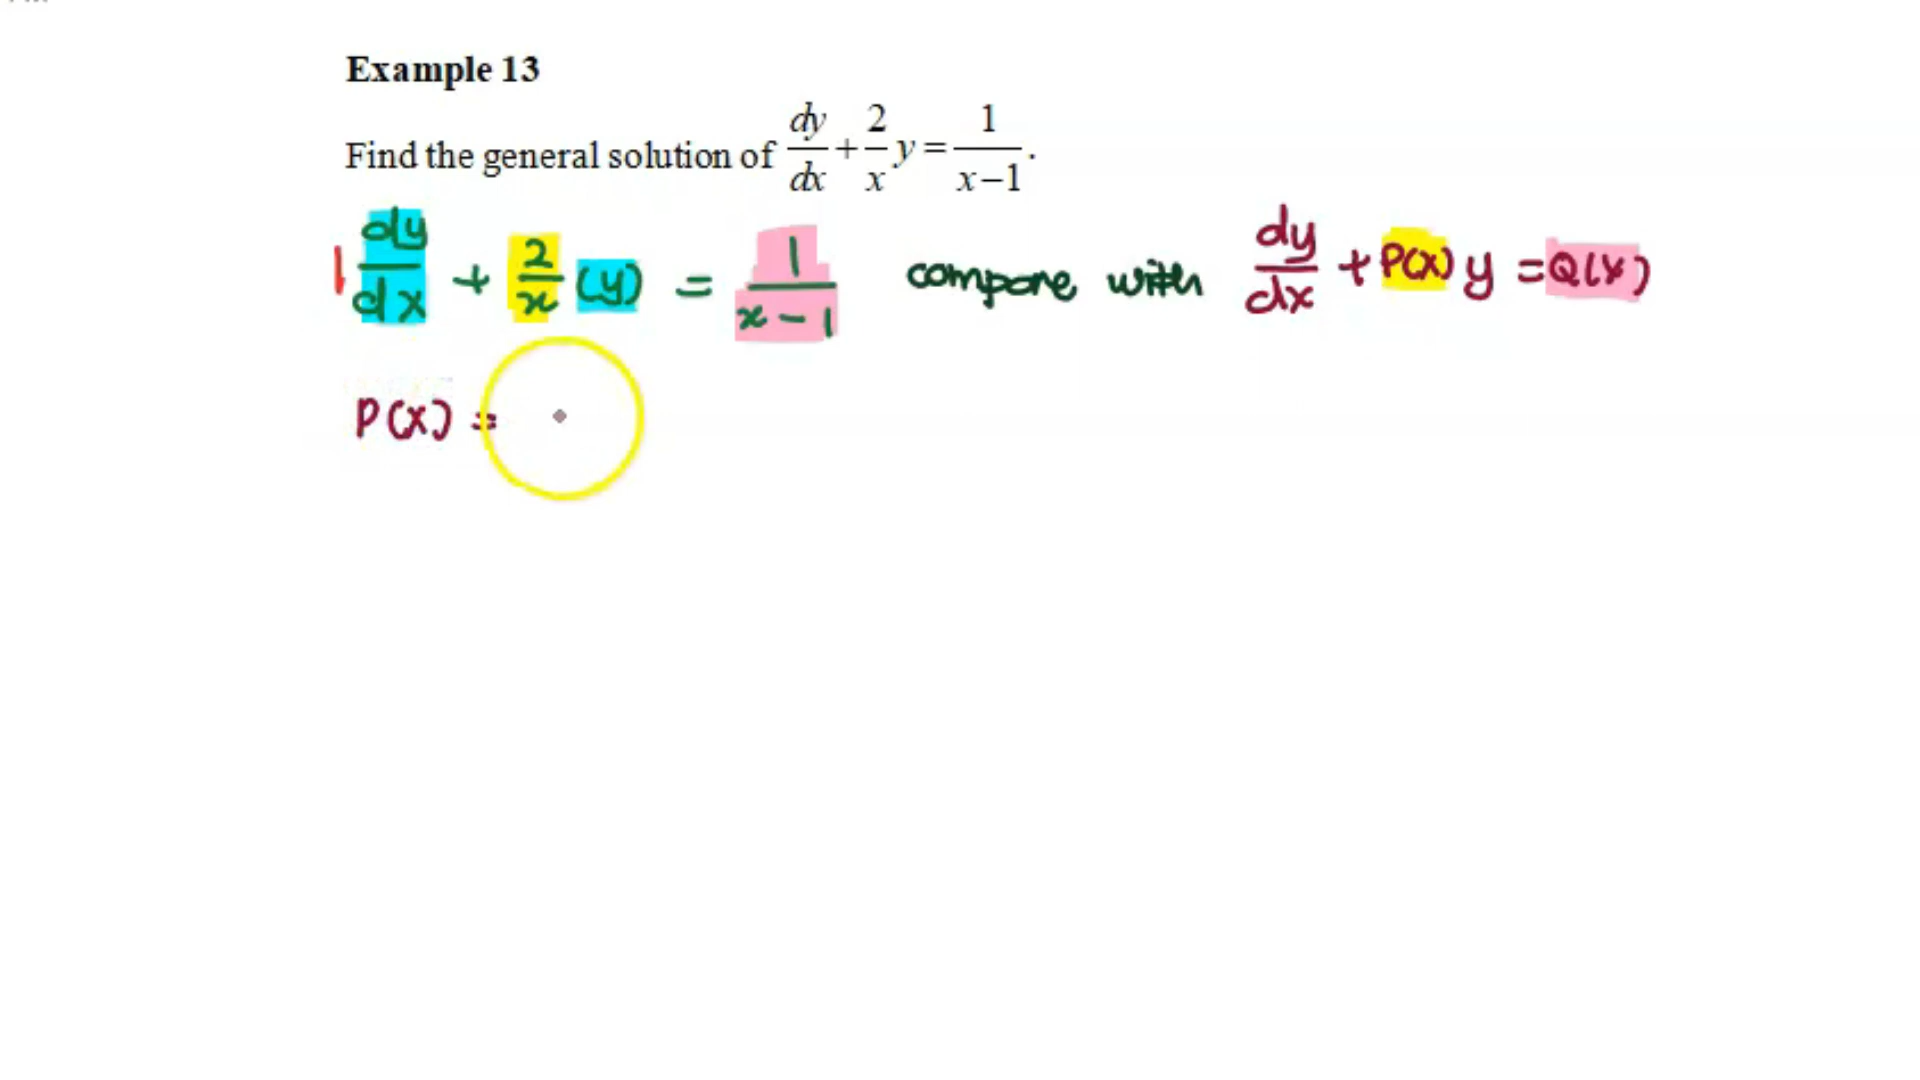 Example 13
Find the general solution of dy/dx + 2/x y = 1/(x−1).
1 dy/dx + 2/x (y) = 1/(x−1) compare with dy/dx + P(x) y = Q(x)
P(x) =